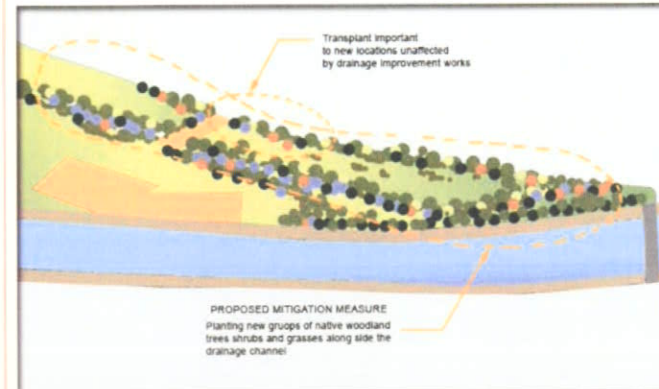 Transplant important
to new locations unaffected
by drainage improvement works
PROPOSED MITIGATION MEASURE
Planting new gruops of native woodland
trees shrubs and grasses along side the
drainage channel